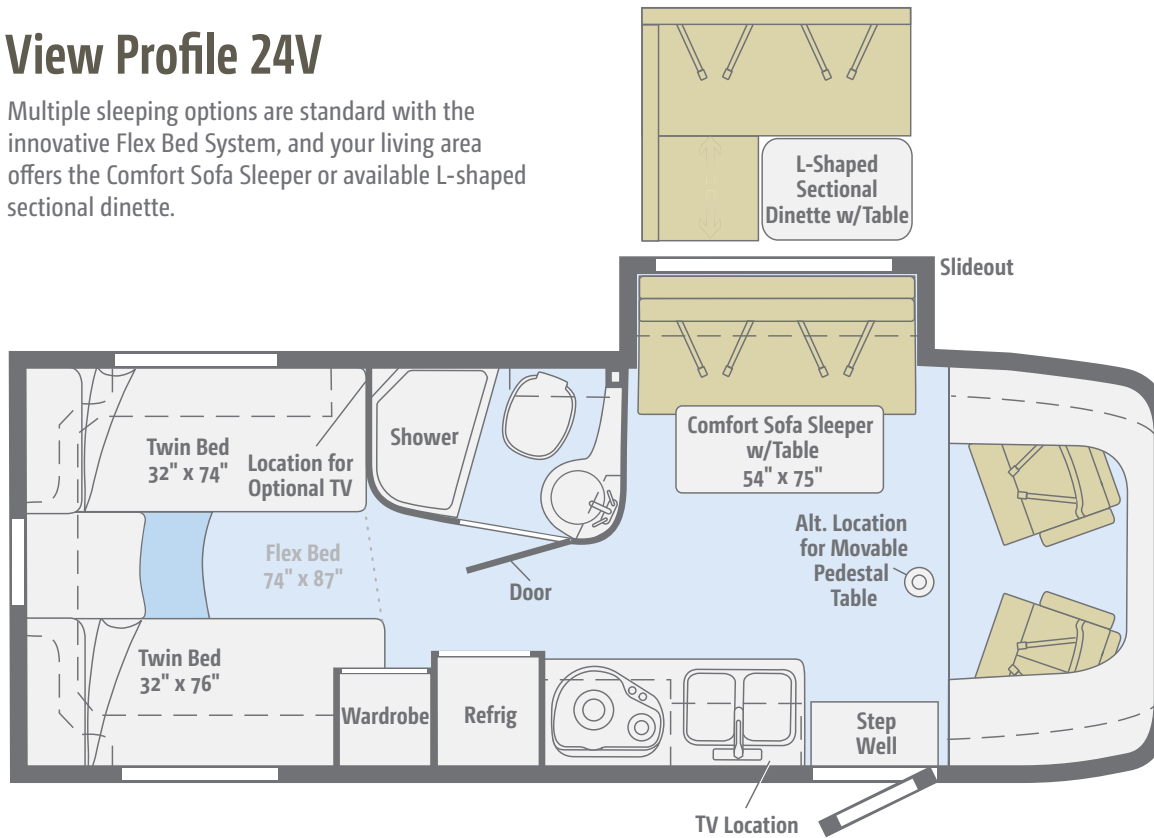 View Profile 24V
Multiple sleeping options are standard with the
innovative Flex Bed System, and your living area
offers the Comfort Sofa Sleeper or available L-shaped
sectional dinette.
L-Shaped
Sectional
Dinette w/Table
Slideout
Twin Bed
32" x 74"
Location for
Optional TV
Shower
Comfort Sofa Sleeper
w/Table
54" x 75"
Flex Bed
74" x 87"
Door
Alt. Location
for Movable
Pedestal
Table
Twin Bed
32" x 76"
Wardrobe
Refrig
Step
Well
TV Location